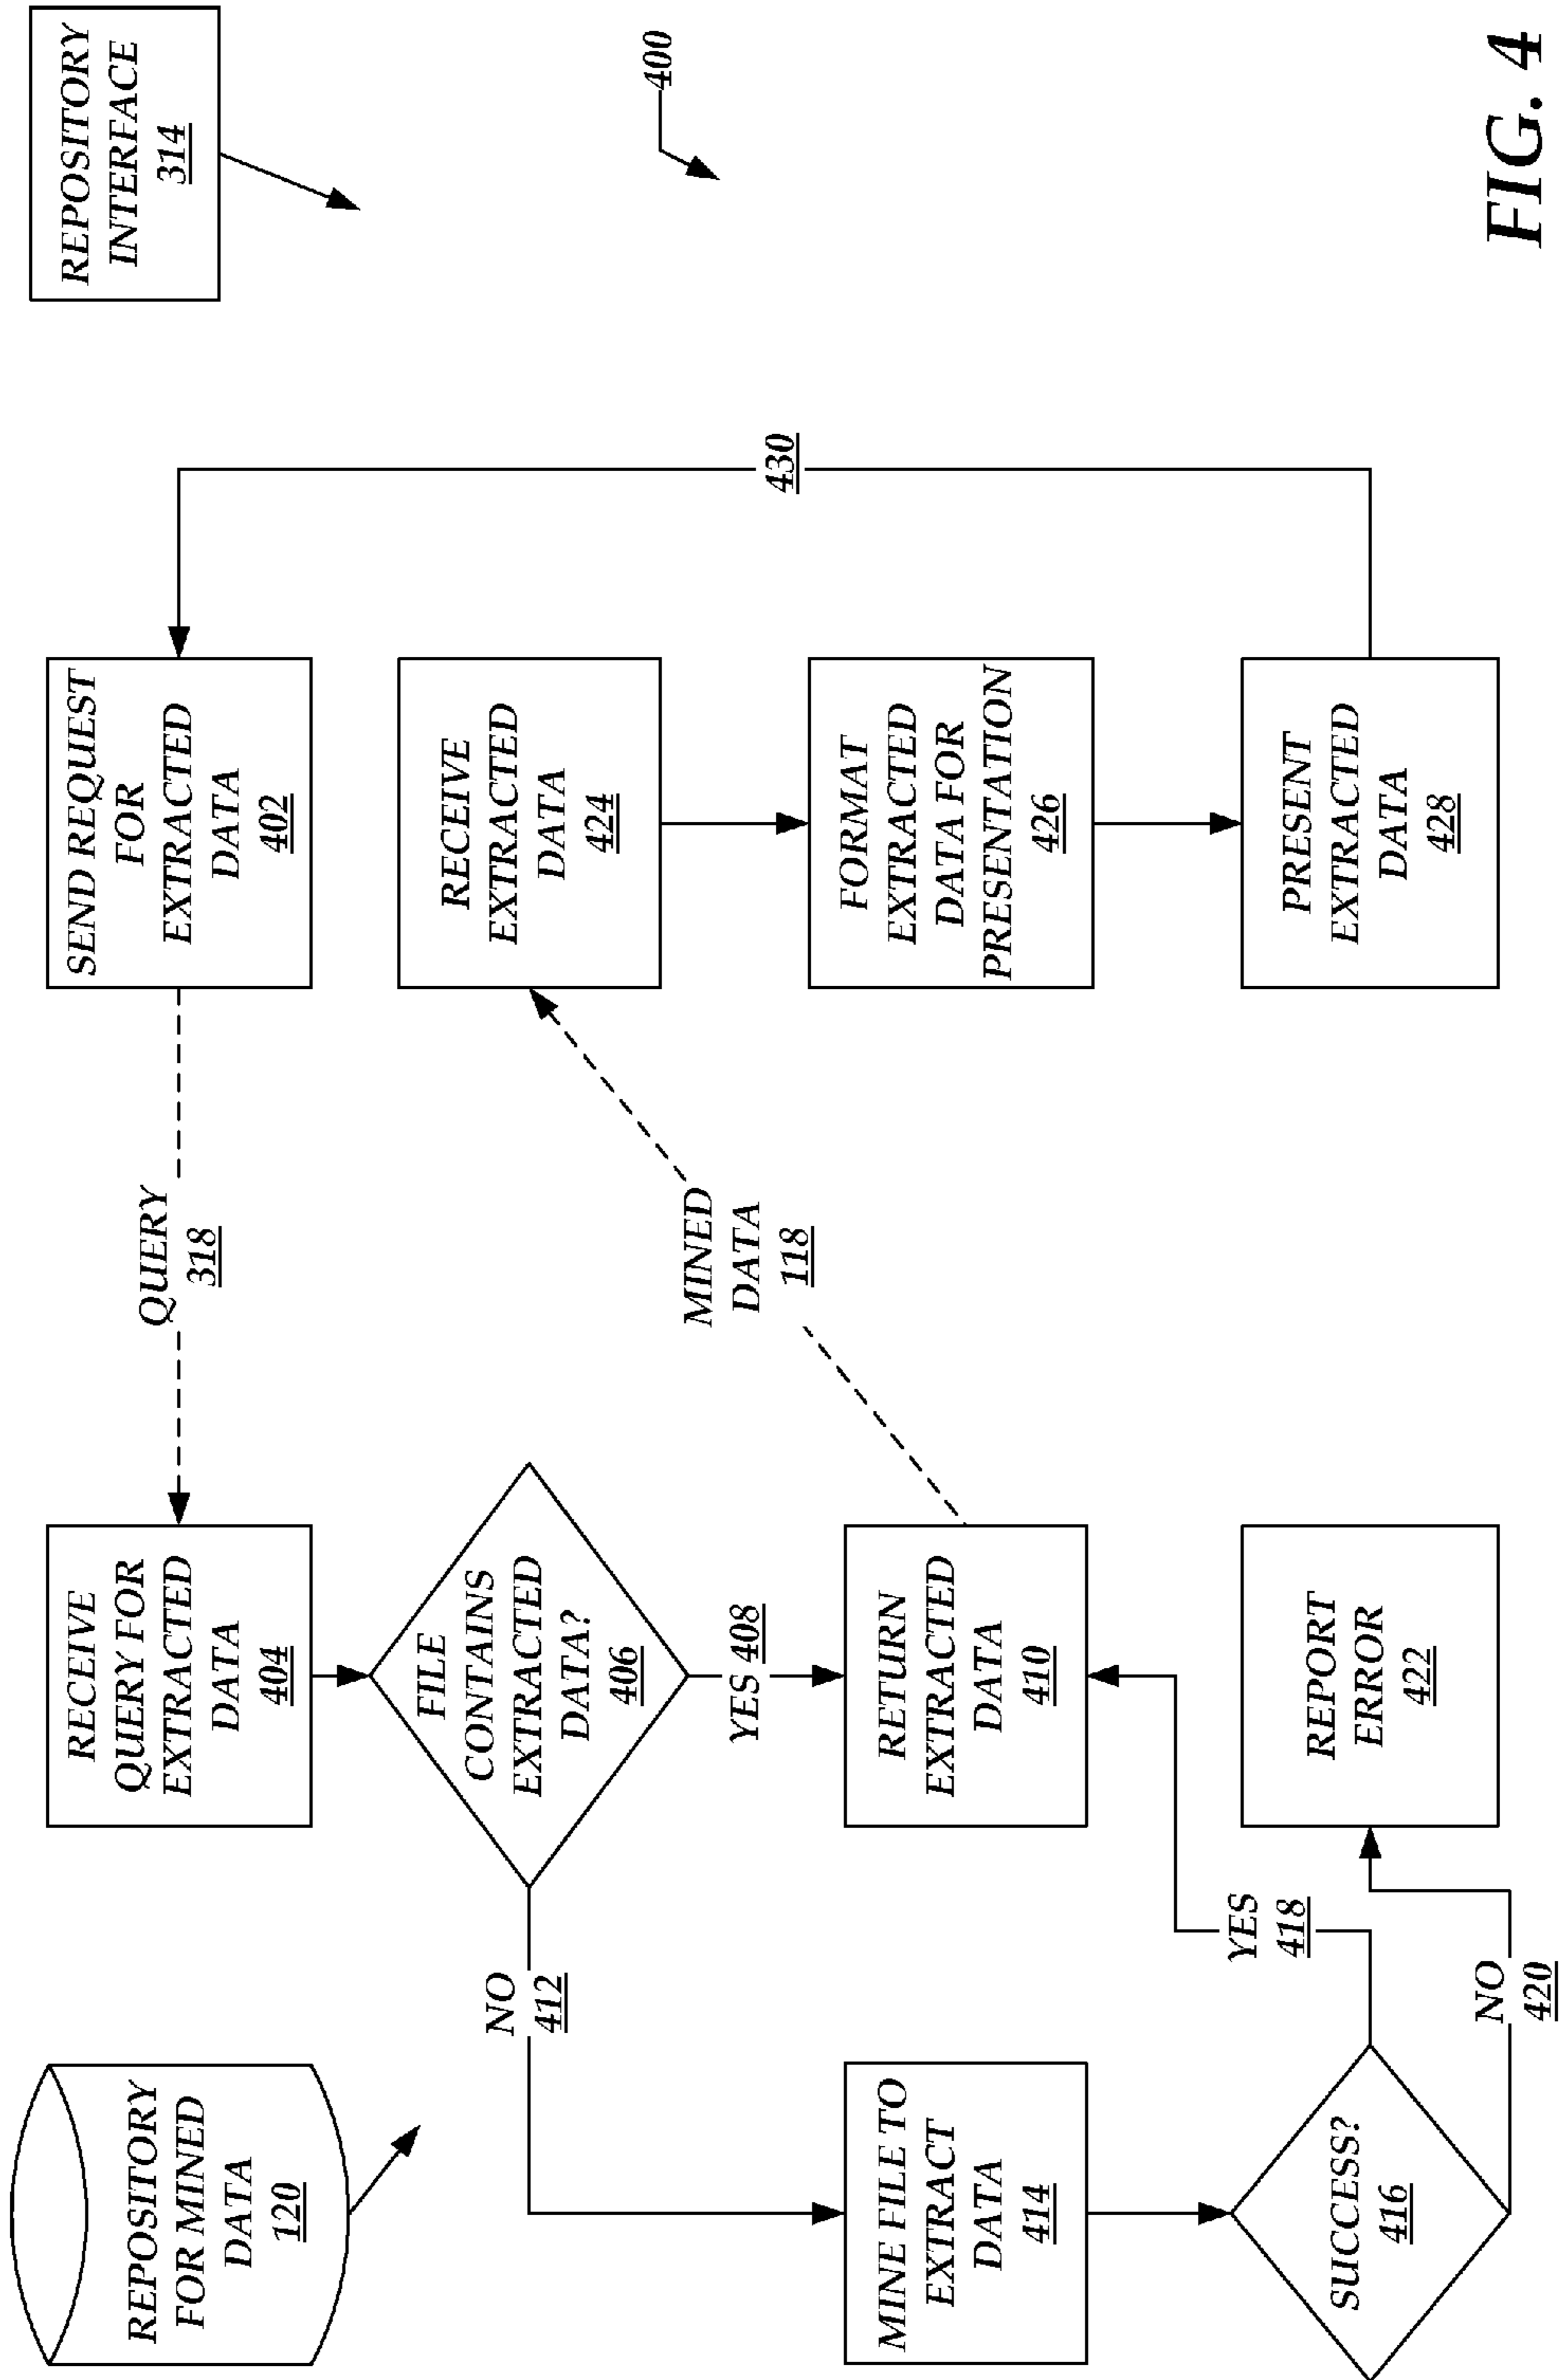 REPOSITORY
FOR MINED
DATA
120
RECEIVE
QUERY FOR
EXTRACTED
DATA
404
QUERY
318
SEND REQUEST
FOR
EXTRACTED
DATA
402
REPOSITORY
INTERFACE
314
NO
412
FILE
CONTAINS
EXTRACTED
DATA?
406
YES 408
MINED
DATA
118
RECEIVE
EXTRACTED
DATA
424
430
400
MINE FILE TO
EXTRACT
DATA
414
RETURN
EXTRACTED
DATA
410
FORMAT
EXTRACTED
DATA FOR
PRESENTATION
426
SUCCESS?
416
YES
418
NO
420
REPORT
ERROR
422
PRESENT
EXTRACTED
DATA
428
FIG. 4